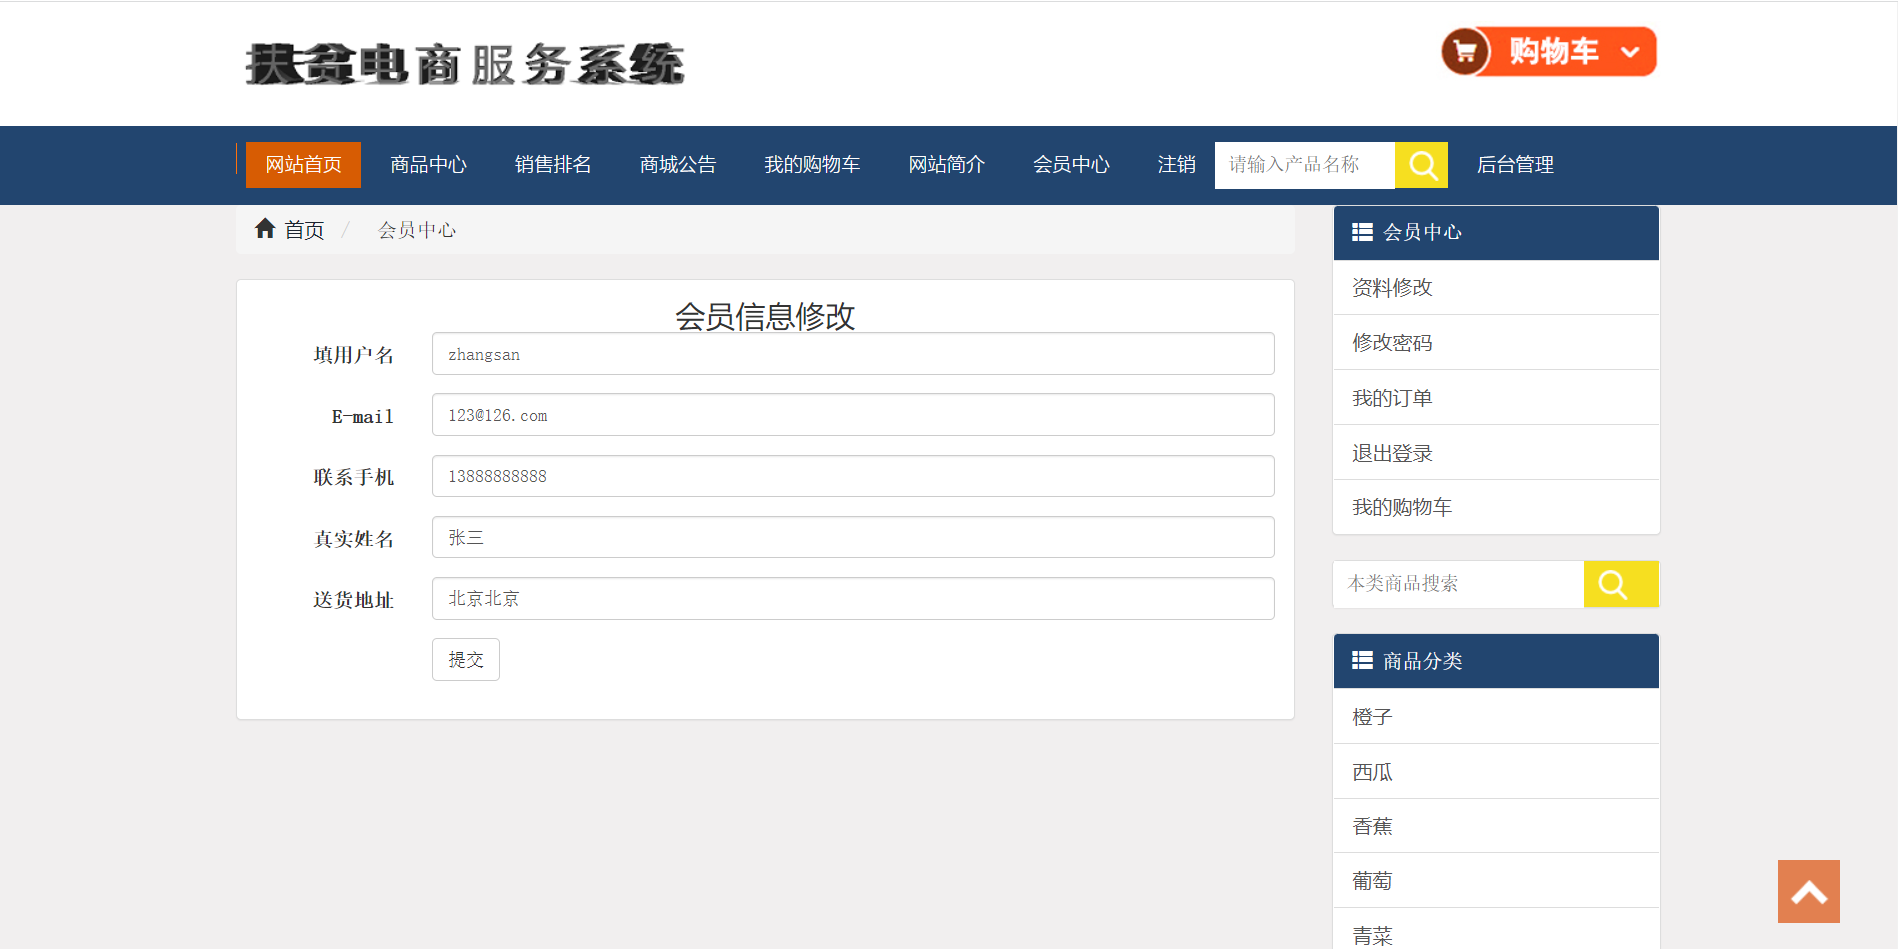 扶贫电商服务系统
购物车
网站首页 商品中心 销售排名 商城公告 我的购物车 网站简介 会员中心 注销 请输入产品名称 后台管理
首页 / 会员中心
会员信息修改
填用户名 zhangsan
E-mail 123@126.com
联系手机 13888888888
真实姓名 张三
送货地址 北京北京
提交
会员中心
资料修改
修改密码
我的订单
退出登录
我的购物车
本类商品搜索
商品分类
橙子
西瓜
香蕉
葡萄
青菜